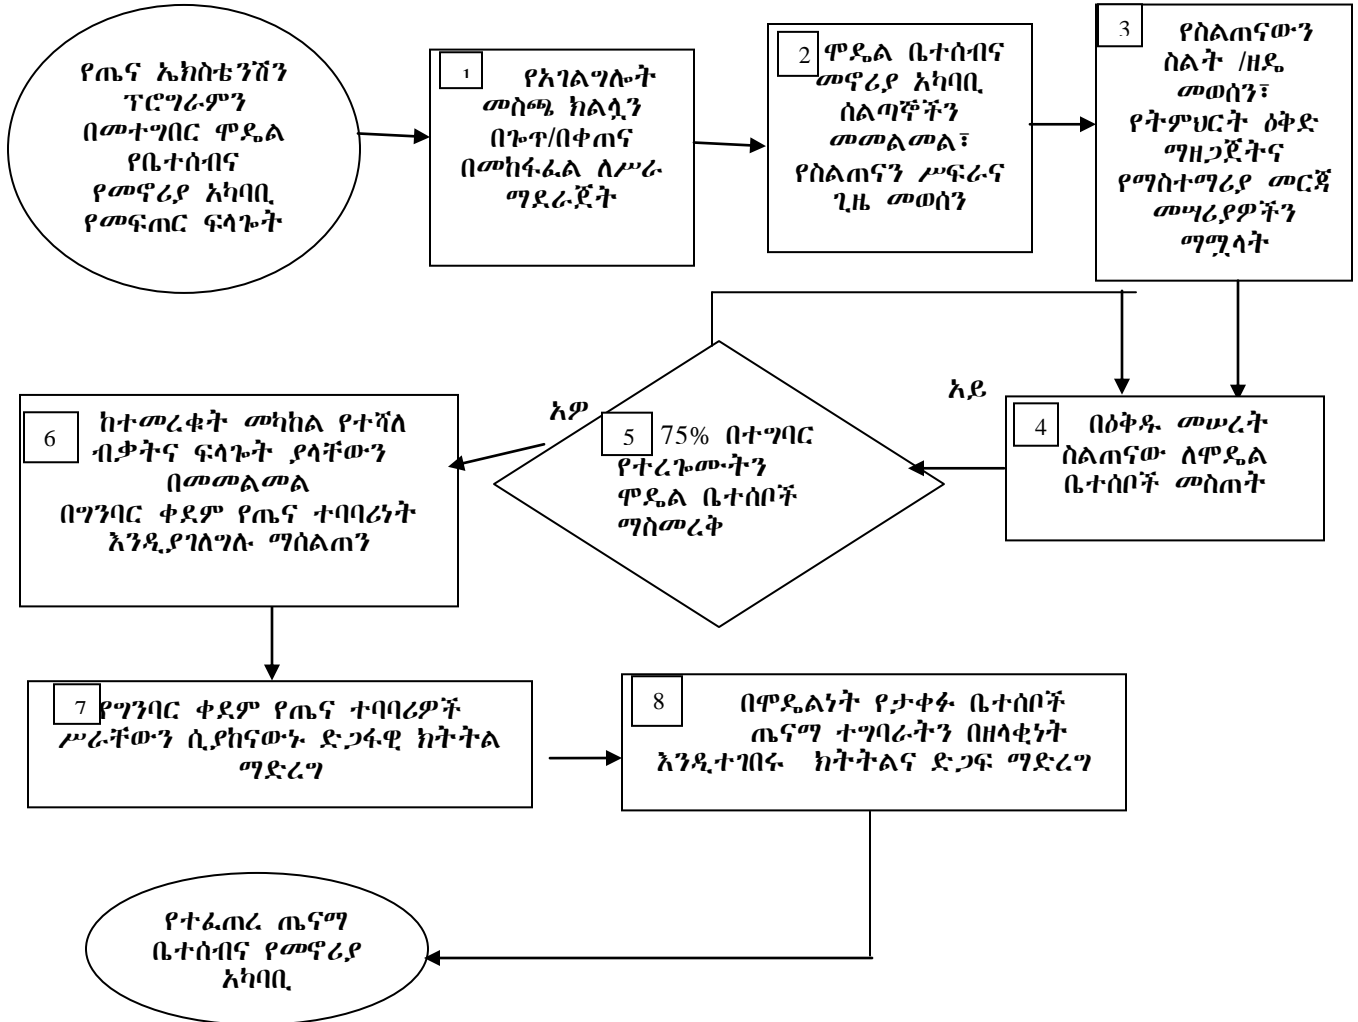 የጤና ኤክስቴንሽን
ፕሮግራምን
በመተግበር ሞዴል
የቤተሰብና
የመኖሪያ አካባቢ
የመፍጠር ፍላጐት
1 የአገልግሎት
መስጫ ክልሏን
በጐጥ/በቀጠና
በመከፋፈል ለሥራ
ማደራጀት
2 ሞዴል ቤተሰብና
መኖሪያ አካባቢ
ሰልጣኞችን
መመልመል፣
የስልጠናን ሥፍራና
ጊዜ መወሰን
3 የስልጠናውን
ስልት /ዘዴ
መወሰን፣
የትምህርት ዕቅድ
ማዘጋጀትና
የማስተማሪያ መርጃ
መሣሪያዎችን
ማሟላት
አይ
4 በዕቅዱ መሠረት
ስልጠናው ለሞዴል
ቤተሰቦች መስጠት
5 75% በተግባር
የተረጐሙትን
ሞዴል ቤተሰቦች
ማስመረቅ
አዎ
6 ከተመረቁት መካከል የተሻለ
ብቃትና ፍላጐት ያላቸውን
በመመልመል
በግንባር ቀደም የጤና ተባባሪነት
እንዲያገለግሉ ማሰልጠን
7 የግንባር ቀደም የጤና ተባባሪዎች
ሥራቸውን ሲያከናውኑ ድጋፋዊ ክትትል
ማድረግ
8 በሞዴልነት የታቀፉ ቤተሰቦች
ጤናማ ተግባራትን በዘላቂነት
እንዲተገበሩ ክትትልና ድጋፍ ማድረግ
የተፈጠረ ጤናማ
ቤተሰብና የመኖሪያ
አካባቢ